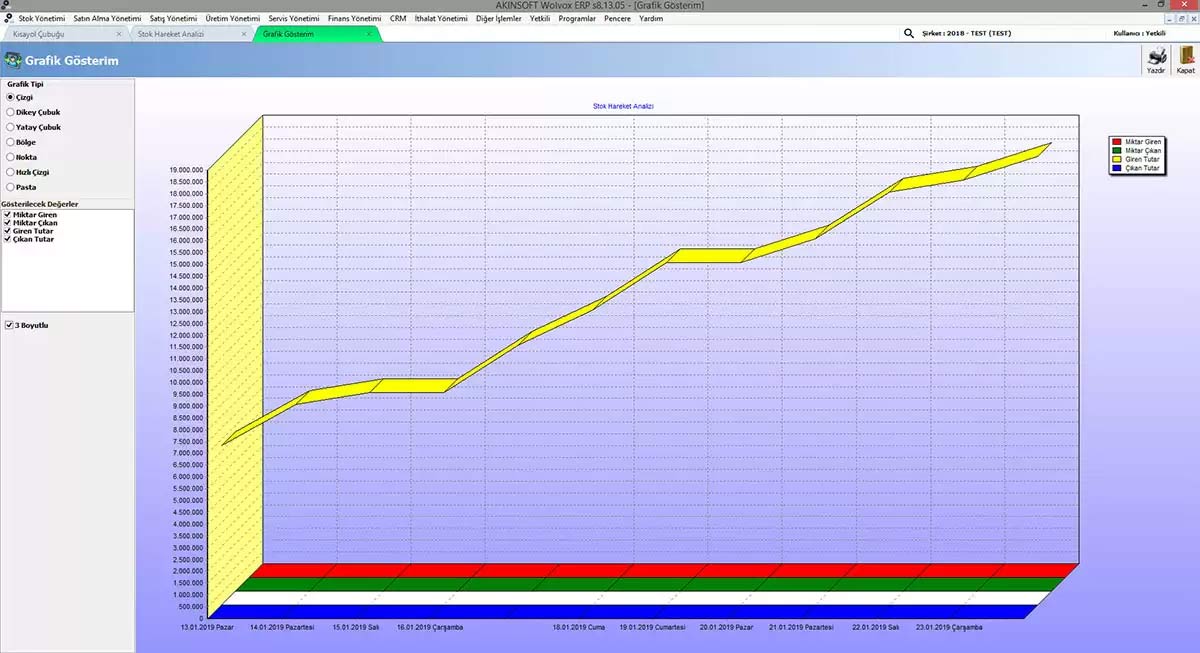 AKINSOFT Wolvox ERP s8.13.05 - [Grafik Gösterim]
Stok Yönetimi Satın Alma Yönetimi Satış Yönetimi Üretim Yönetimi Servis Yönetimi Finans Yönetimi CRM İthalat Yönetimi Diğer İşlemler Yetkili Programlar Pencere Yardım
Kısayol Çubuğu Stok Hareket Analizi Grafik Gösterim Şirket : 2018 - TEST (TEST) Kullanıcı : Yetkili
Grafik Gösterim
Yazdır Kapat
Grafik Tipi
Çizgi
Dikey Çubuk
Yatay Çubuk
Bölge
Nokta
Hızlı Çizgi
Pasta
Gösterilecek Değerler
Miktar Giren
Miktar Çıkan
Giren Tutar
Çıkan Tutar
3 Boyutlu
Stok Hareket Analizi
19.000.000
18.500.000
18.000.000
17.500.000
17.000.000
16.500.000
16.000.000
15.500.000
15.000.000
14.500.000
14.000.000
13.500.000
13.000.000
12.500.000
12.000.000
11.500.000
11.000.000
10.500.000
10.000.000
9.500.000
9.000.000
8.500.000
8.000.000
7.500.000
7.000.000
6.500.000
6.000.000
5.500.000
5.000.000
4.500.000
4.000.000
3.500.000
3.000.000
2.500.000
2.000.000
1.500.000
1.000.000
500.000
0
13.01.2019 Pazar 14.01.2019 Pazartesi 15.01.2019 Salı 16.01.2019 Çarşamba 18.01.2019 Cuma 19.01.2019 Cumartesi 20.01.2019 Pazar 21.01.2019 Pazartesi 22.01.2019 Salı 23.01.2019 Çarşamba
Miktar Giren
Miktar Çıkan
Giren Tutar
Çıkan Tutar